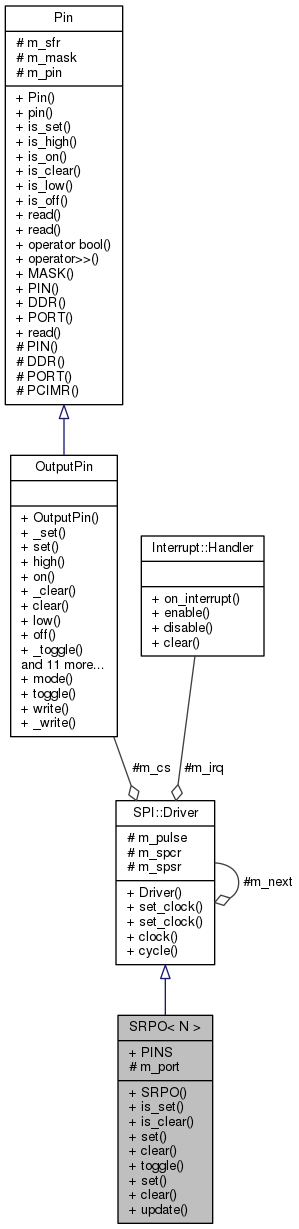 Pin
# m_sfr
# m_mask
# m_pin
+ Pin()
+ pin()
+ is_set()
+ is_high()
+ is_on()
+ is_clear()
+ is_low()
+ is_off()
+ read()
+ read()
+ operator bool()
+ operator>>()
+ MASK()
+ PIN()
+ DDR()
+ PORT()
+ read()
# PIN()
# DDR()
# PORT()
# PCIMR()
OutputPin
+ OutputPin()
+ _set()
+ set()
+ high()
+ on()
+ _clear()
+ clear()
+ low()
+ off()
+ _toggle()
and 11 more...
+ mode()
+ toggle()
+ write()
+ _write()
Interrupt::Handler
+ on_interrupt()
+ enable()
+ disable()
+ clear()
#m_cs
#m_irq
SPI::Driver
# m_pulse
# m_spcr
# m_spsr
+ Driver()
+ set_clock()
+ set_clock()
+ clock()
+ cycle()
#m_next
SRPO< N >
+ PINS
# m_port
+ SRPO()
+ is_set()
+ is_clear()
+ set()
+ clear()
+ toggle()
+ set()
+ clear()
+ update()